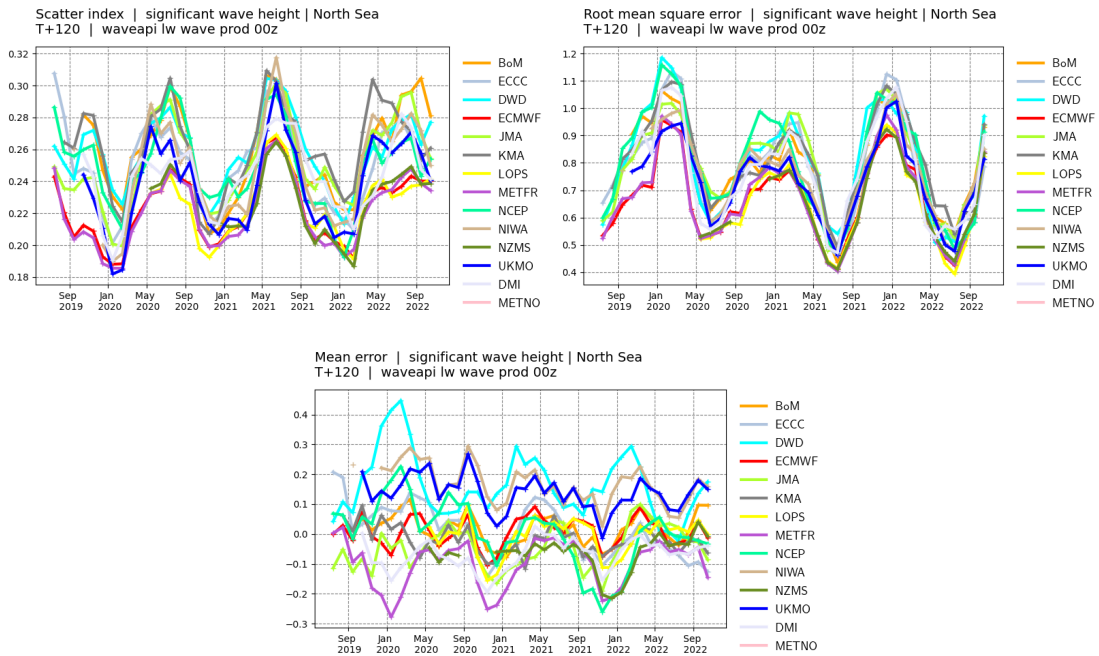 Scatter index | significant wave height | North Sea
T+120 | waveapi lw wave prod 00z
0.32
0.30
0.28
0.26
0.24
0.22
0.20
0.18
Sep 2019
Jan 2020
May 2020
Sep 2020
Jan 2021
May 2021
Sep 2021
Jan 2022
May 2022
Sep 2022
BoM
ECCC
DWD
ECMWF
JMA
KMA
LOPS
METFR
NCEP
NIWA
NZMS
UKMO
DMI
METNO
Root mean square error | significant wave height | North Sea
T+120 | waveapi lw wave prod 00z
1.2
1.1
1.0
0.9
0.8
0.7
0.6
0.5
0.4
Sep 2019
Jan 2020
May 2020
Sep 2020
Jan 2021
May 2021
Sep 2021
Jan 2022
May 2022
Sep 2022
BoM
ECCC
DWD
ECMWF
JMA
KMA
LOPS
METFR
NCEP
NIWA
NZMS
UKMO
DMI
METNO
Mean error | significant wave height | North Sea
T+120 | waveapi lw wave prod 00z
0.4
0.3
0.2
0.1
0.0
−0.1
−0.2
−0.3
Sep 2019
Jan 2020
May 2020
Sep 2020
Jan 2021
May 2021
Sep 2021
Jan 2022
May 2022
Sep 2022
BoM
ECCC
DWD
ECMWF
JMA
KMA
LOPS
METFR
NCEP
NIWA
NZMS
UKMO
DMI
METNO